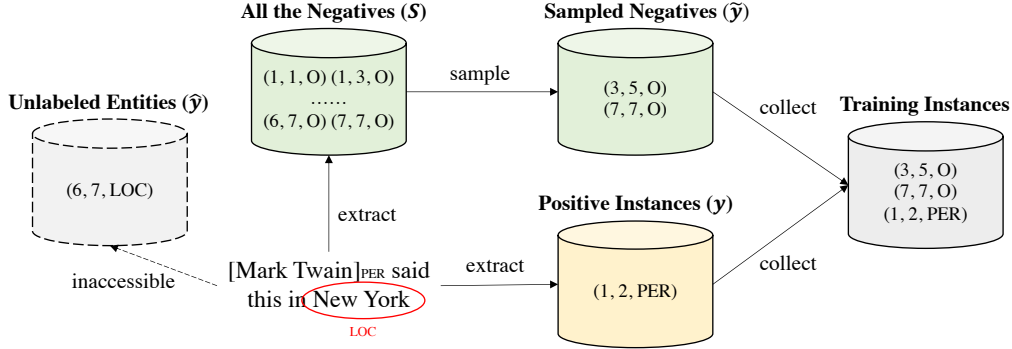 All the Negatives (S)
(1, 1, O) (1, 3, O)
……
(6, 7, O) (7, 7, O)
sample
Sampled Negatives (ỹ)
(3, 5, O)
(7, 7, O)
collect
Training Instances
(3, 5, O)
(7, 7, O)
(1, 2, PER)
Unlabeled Entities (ŷ)
(6, 7, LOC)
inaccessible
extract
[Mark Twain]PER said
this in New York
LOC
extract
Positive Instances (y)
(1, 2, PER)
collect